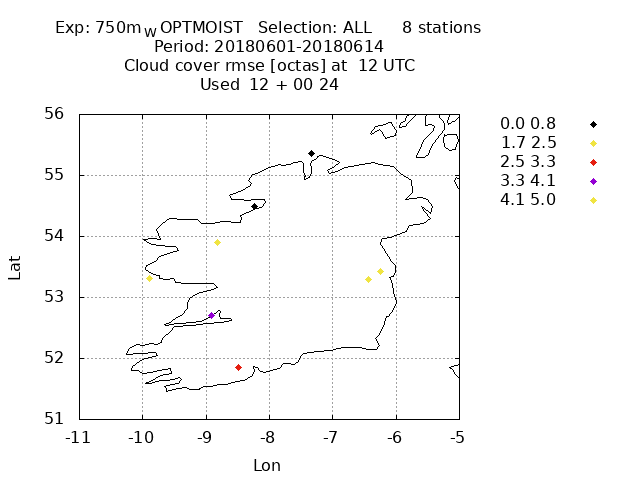 Exp: 750m_W OPTMOIST Selection: ALL 8 stations
Period: 20180601-20180614
Cloud cover rmse [octas] at 12 UTC
Used 12 + 00 24
56
55
54
53
52
51
-11 -10 -9 -8 -7 -6 -5
Lat
Lon
0.0 0.8
1.7 2.5
2.5 3.3
3.3 4.1
4.1 5.0